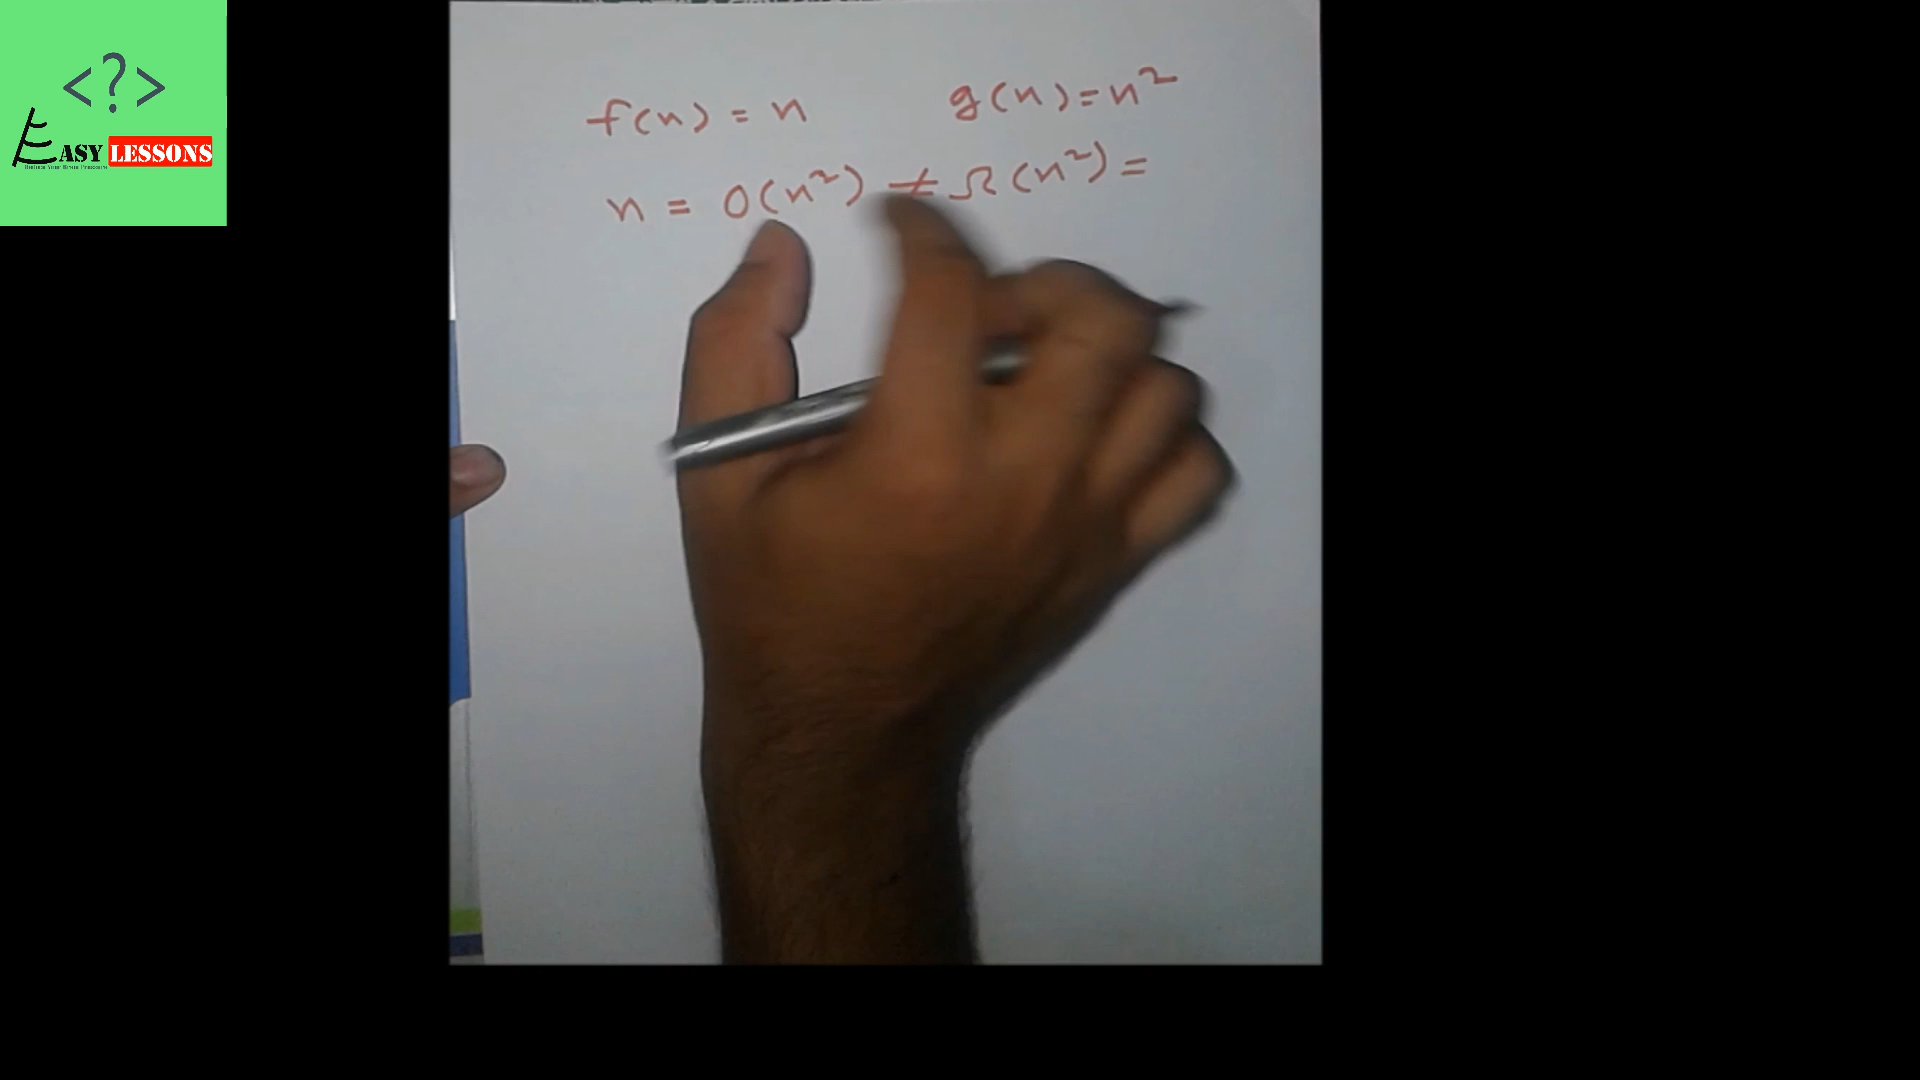 <?>
EASY LESSONS
f(n) = n g(n) = n²
n = O(n²) ≠ Ω(n²) =